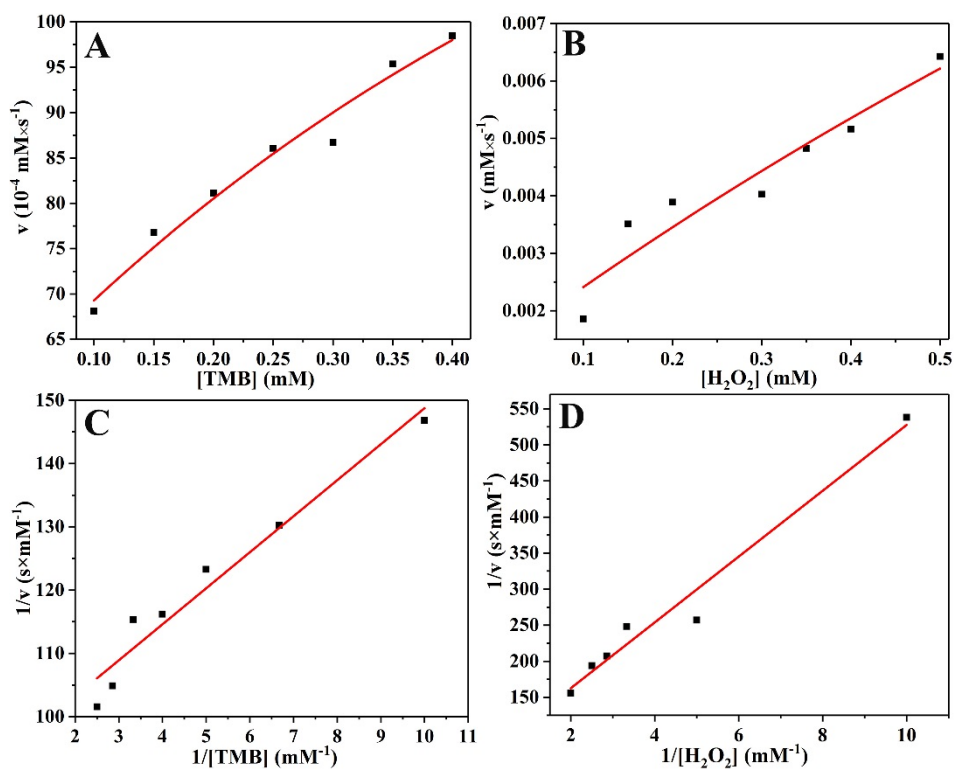 A
v (10⁻⁴ mM×s⁻¹)
100
95
90
85
80
75
70
65
0.10 0.15 0.20 0.25 0.30 0.35 0.40
[TMB] (mM)
B
v (mM×s⁻¹)
0.007
0.006
0.005
0.004
0.003
0.002
0.1 0.2 0.3 0.4 0.5
[H₂O₂] (mM)
C
1/v (s×mM⁻¹)
150
140
130
120
110
100
2 3 4 5 6 7 8 9 10 11
1/[TMB] (mM⁻¹)
D
1/v (s×mM⁻¹)
550
500
450
400
350
300
250
200
150
2 4 6 8 10
1/[H₂O₂] (mM⁻¹)